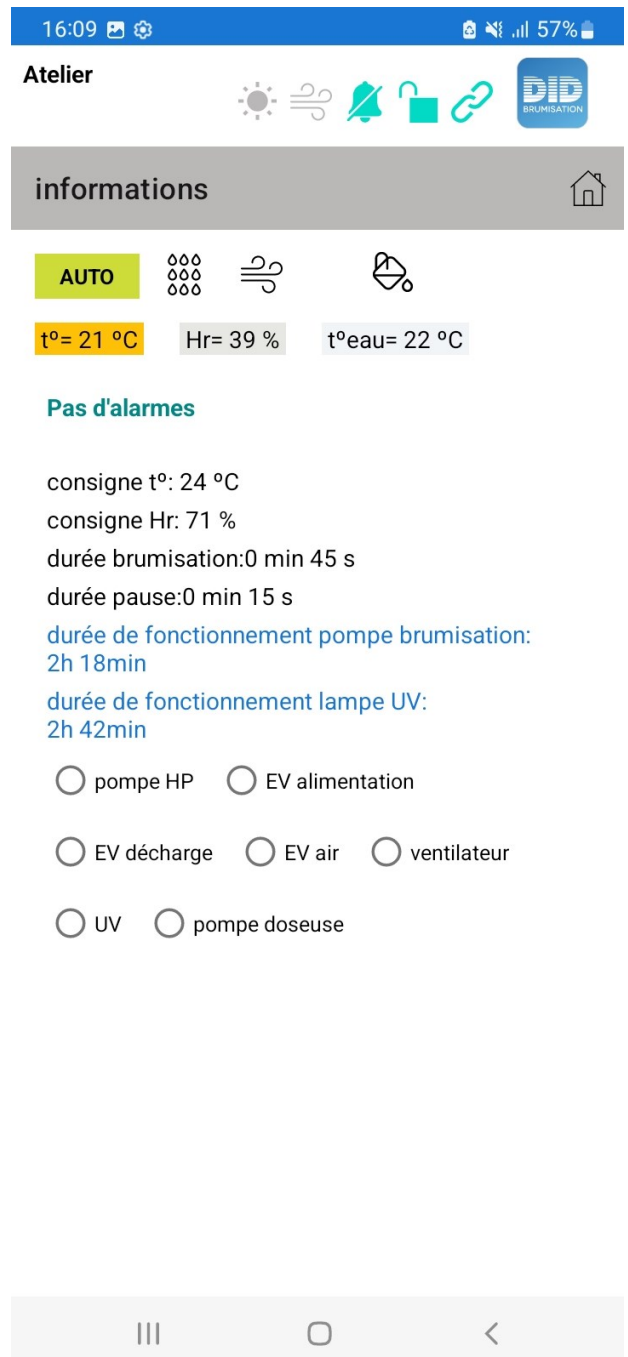 16:09 57%
Atelier
DID
BRUMISATION
informations
AUTO
tº= 21 ºC Hr= 39 % tºeau= 22 ºC
Pas d'alarmes
consigne tº: 24 ºC
consigne Hr: 71 %
durée brumisation:0 min 45 s
durée pause:0 min 15 s
durée de fonctionnement pompe brumisation:
2h 18min
durée de fonctionnement lampe UV:
2h 42min
pompe HP EV alimentation
EV décharge EV air ventilateur
UV pompe doseuse